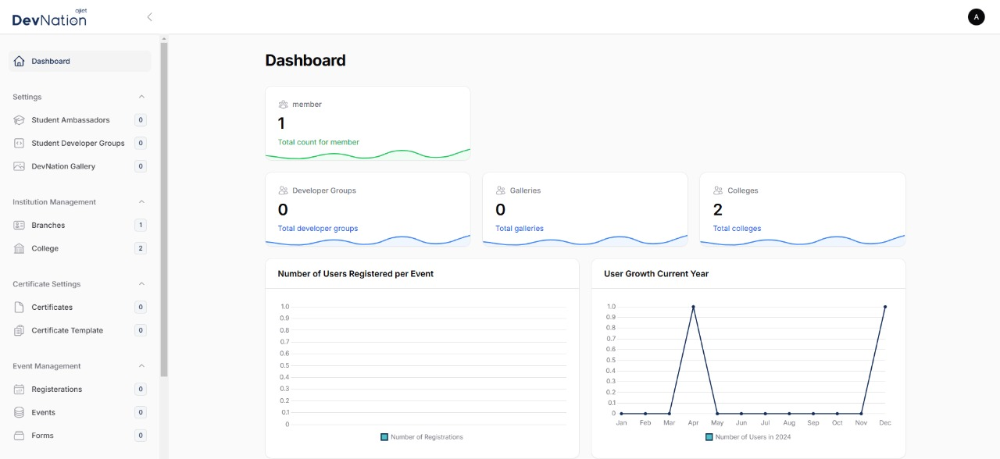 ajiet
DevNation
A
Dashboard
Settings
Student Ambassadors 0
Student Developer Groups 0
DevNation Gallery 0
Institution Management
Branches 1
College 2
Certificate Settings
Certificates 0
Certificate Template 0
Event Management
Registerations 0
Events 0
Forms 0
Dashboard
member
1
Total count for member
Developer Groups
0
Total developer groups
Galleries
0
Total galleries
Colleges
2
Total colleges
Number of Users Registered per Event
1.0
0.9
0.8
0.7
0.6
0.5
0.4
0.3
0.2
0.1
0
Number of Registrations
User Growth Current Year
1.0
0.9
0.8
0.7
0.6
0.5
0.4
0.3
0.2
0.1
0
Jan Feb Mar Apr May Jun Jul Aug Sep Oct Nov Dec
Number of Users in 2024